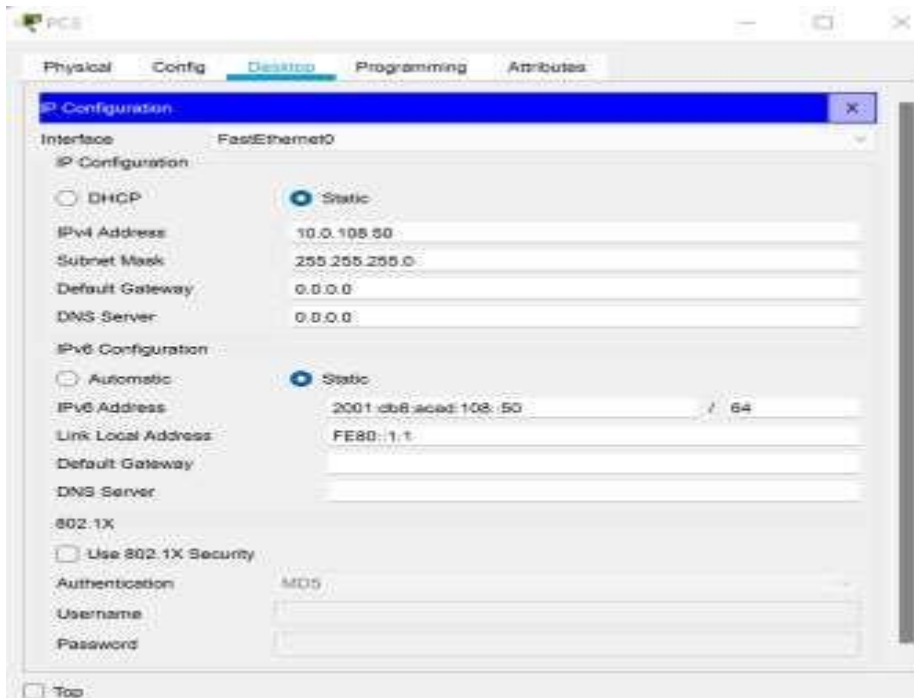 Physical Config Desktop Programming Attributes
IP Configuration
Interface FastEthernet0
IP Configuration
DHCP Static
IPv4 Address 10.0.108.50
Subnet Mask 255.255.255.0
Default Gateway 0.0.0.0
DNS Server 0.0.0.0
IPv6 Configuration
Automatic Static
IPv6 Address 2001:db8:acad:108::50 / 64
Link Local Address FE80::1:1
Default Gateway
DNS Server
802.1X
Use 802.1X Security
Authentication MD5
Username
Password
Top